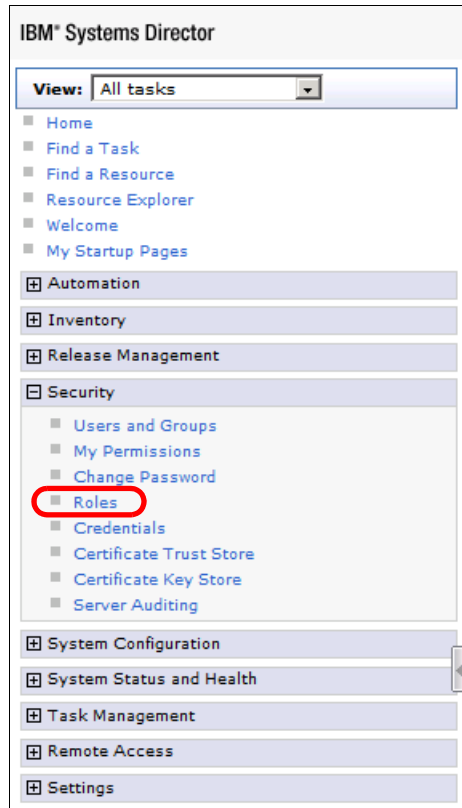 IBM® Systems Director
View: All tasks
Home
Find a Task
Find a Resource
Resource Explorer
Welcome
My Startup Pages
Automation
Inventory
Release Management
Security
Users and Groups
My Permissions
Change Password
Roles
Credentials
Certificate Trust Store
Certificate Key Store
Server Auditing
System Configuration
System Status and Health
Task Management
Remote Access
Settings